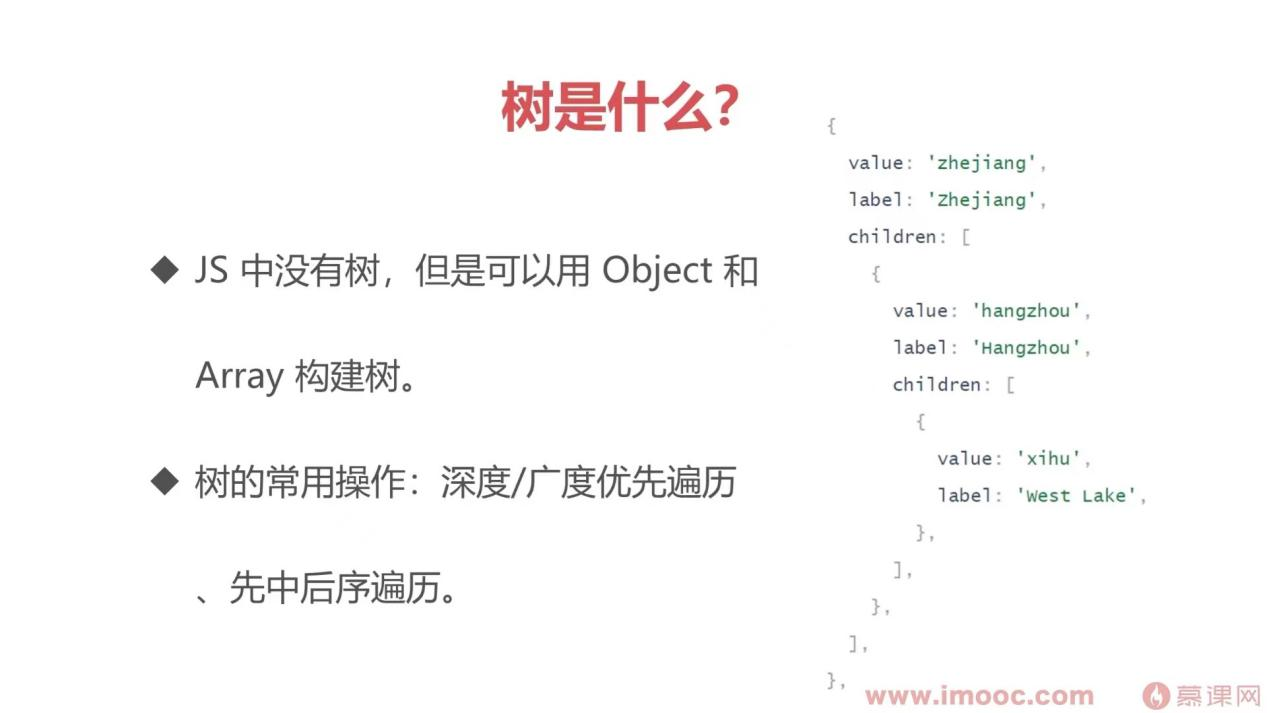 树是什么？
◆ JS 中没有树，但是可以用 Object 和
Array 构建树。
◆ 树的常用操作：深度/广度优先遍历
、先中后序遍历。
{
  value: 'zhejiang',
  label: 'Zhejiang',
  children: [
    {
      value: 'hangzhou',
      label: 'Hangzhou',
      children: [
        {
          value: 'xihu',
          label: 'West Lake',
        },
      ],
    },
  ],
},
www.imooc.com
慕课网